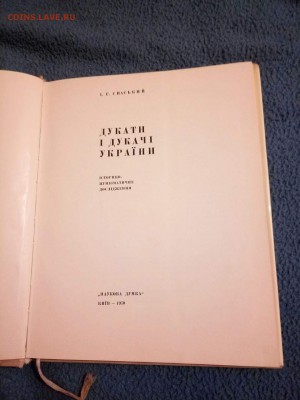 COINS.LAVE.RU
І. Г. СПАСЬКИЙ
ДУКАТИ
І ДУКАЧІ
УКРАЇНИ
ІСТОРИКО-
НУМІЗМАТИЧНЕ
ДОСЛІДЖЕННЯ
„НАУКОВА ДУМКА“
КИЇВ — 1970